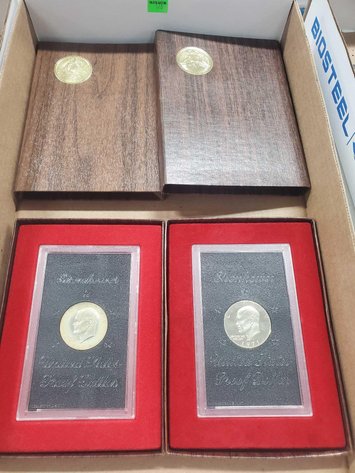 BIOSTEEL
Eisenhower
United States
Proof Dollar
Eisenhower
United States
Proof Dollar